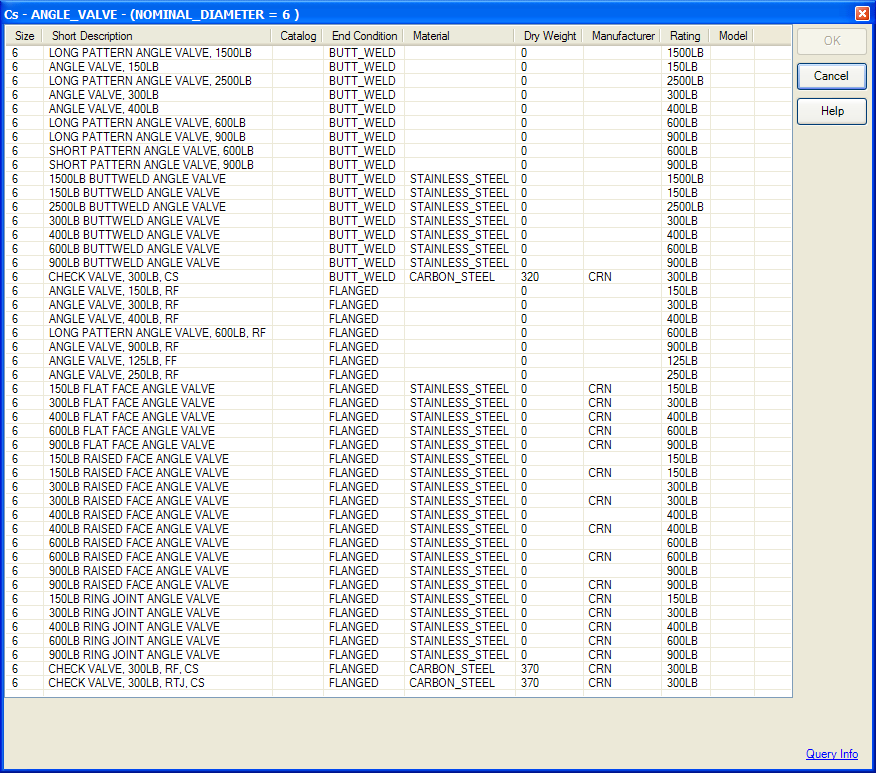 Cs - ANGLE_VALVE - (NOMINAL_DIAMETER = 6 )
Size Short Description Catalog End Condition Material Dry Weight Manufacturer Rating Model
OK
6 LONG PATTERN ANGLE VALVE, 1500LB BUTT_WELD 0 1500LB
6 ANGLE VALVE, 150LB BUTT_WELD 0 150LB
Cancel
6 LONG PATTERN ANGLE VALVE, 2500LB BUTT_WELD 0 2500LB
6 ANGLE VALVE, 300LB BUTT_WELD 0 300LB
6 ANGLE VALVE, 400LB BUTT_WELD 0 400LB
Help
6 LONG PATTERN ANGLE VALVE, 600LB BUTT_WELD 0 600LB
6 LONG PATTERN ANGLE VALVE, 900LB BUTT_WELD 0 900LB
6 SHORT PATTERN ANGLE VALVE, 600LB BUTT_WELD 0 600LB
6 SHORT PATTERN ANGLE VALVE, 900LB BUTT_WELD 0 900LB
6 1500LB BUTTWELD ANGLE VALVE BUTT_WELD STAINLESS_STEEL 0 1500LB
6 150LB BUTTWELD ANGLE VALVE BUTT_WELD STAINLESS_STEEL 0 150LB
6 2500LB BUTTWELD ANGLE VALVE BUTT_WELD STAINLESS_STEEL 0 2500LB
6 300LB BUTTWELD ANGLE VALVE BUTT_WELD STAINLESS_STEEL 0 300LB
6 400LB BUTTWELD ANGLE VALVE BUTT_WELD STAINLESS_STEEL 0 400LB
6 600LB BUTTWELD ANGLE VALVE BUTT_WELD STAINLESS_STEEL 0 600LB
6 900LB BUTTWELD ANGLE VALVE BUTT_WELD STAINLESS_STEEL 0 900LB
6 CHECK VALVE, 300LB, CS BUTT_WELD CARBON_STEEL 320 CRN 300LB
6 ANGLE VALVE, 150LB, RF FLANGED 0 150LB
6 ANGLE VALVE, 300LB, RF FLANGED 0 300LB
6 ANGLE VALVE, 400LB, RF FLANGED 0 400LB
6 LONG PATTERN ANGLE VALVE, 600LB, RF FLANGED 0 600LB
6 ANGLE VALVE, 900LB, RF FLANGED 0 900LB
6 ANGLE VALVE, 125LB, FF FLANGED 0 125LB
6 ANGLE VALVE, 250LB, RF FLANGED 0 250LB
6 150LB FLAT FACE ANGLE VALVE FLANGED STAINLESS_STEEL 0 CRN 150LB
6 300LB FLAT FACE ANGLE VALVE FLANGED STAINLESS_STEEL 0 CRN 300LB
6 400LB FLAT FACE ANGLE VALVE FLANGED STAINLESS_STEEL 0 CRN 400LB
6 600LB FLAT FACE ANGLE VALVE FLANGED STAINLESS_STEEL 0 CRN 600LB
6 900LB FLAT FACE ANGLE VALVE FLANGED STAINLESS_STEEL 0 CRN 900LB
6 150LB RAISED FACE ANGLE VALVE FLANGED STAINLESS_STEEL 0 150LB
6 150LB RAISED FACE ANGLE VALVE FLANGED STAINLESS_STEEL 0 CRN 150LB
6 300LB RAISED FACE ANGLE VALVE FLANGED STAINLESS_STEEL 0 300LB
6 300LB RAISED FACE ANGLE VALVE FLANGED STAINLESS_STEEL 0 CRN 300LB
6 400LB RAISED FACE ANGLE VALVE FLANGED STAINLESS_STEEL 0 400LB
6 400LB RAISED FACE ANGLE VALVE FLANGED STAINLESS_STEEL 0 CRN 400LB
6 600LB RAISED FACE ANGLE VALVE FLANGED STAINLESS_STEEL 0 600LB
6 600LB RAISED FACE ANGLE VALVE FLANGED STAINLESS_STEEL 0 CRN 600LB
6 900LB RAISED FACE ANGLE VALVE FLANGED STAINLESS_STEEL 0 900LB
6 900LB RAISED FACE ANGLE VALVE FLANGED STAINLESS_STEEL 0 CRN 900LB
6 150LB RING JOINT ANGLE VALVE FLANGED STAINLESS_STEEL 0 CRN 150LB
6 300LB RING JOINT ANGLE VALVE FLANGED STAINLESS_STEEL 0 CRN 300LB
6 400LB RING JOINT ANGLE VALVE FLANGED STAINLESS_STEEL 0 CRN 400LB
6 600LB RING JOINT ANGLE VALVE FLANGED STAINLESS_STEEL 0 CRN 600LB
6 900LB RING JOINT ANGLE VALVE FLANGED STAINLESS_STEEL 0 CRN 900LB
6 CHECK VALVE, 300LB, RF, CS FLANGED CARBON_STEEL 370 CRN 300LB
6 CHECK VALVE, 300LB, RTJ, CS FLANGED CARBON_STEEL 370 CRN 300LB
Query Info